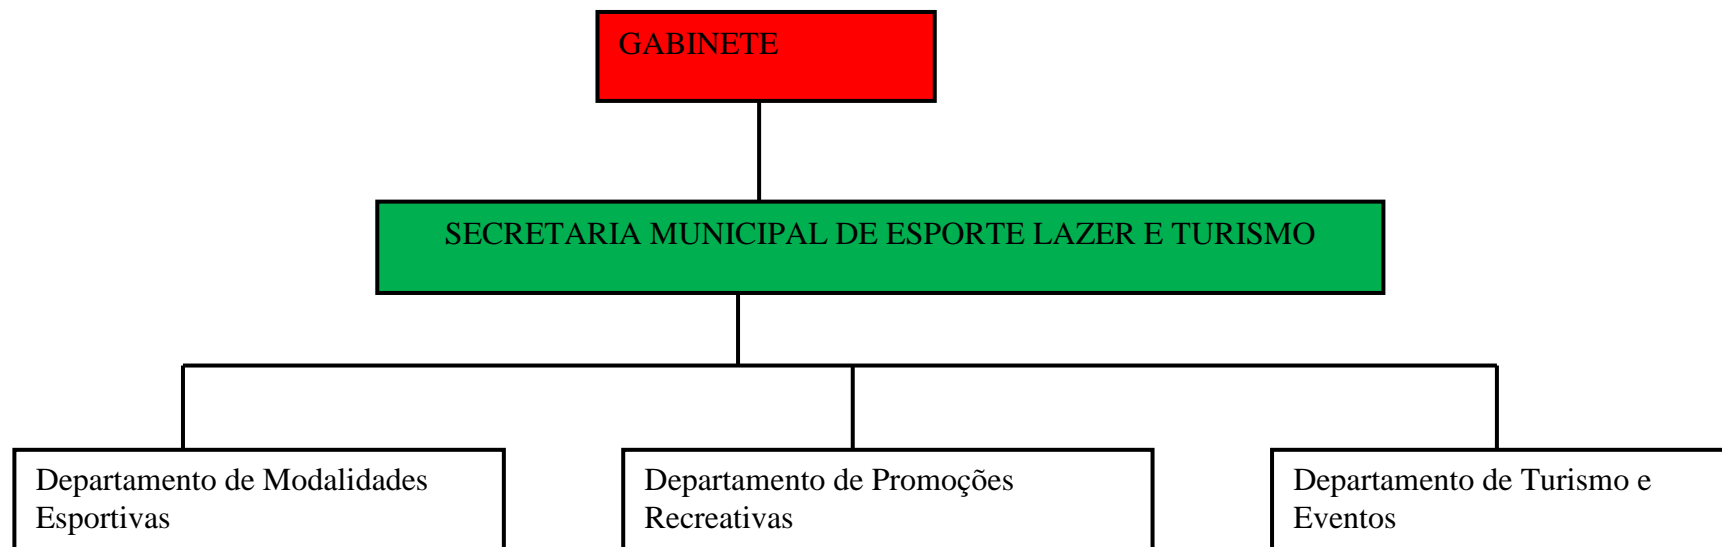 GABINETE
SECRETARIA MUNICIPAL DE ESPORTE LAZER E TURISMO
Departamento de Modalidades
Esportivas
Departamento de Promoções
Recreativas
Departamento de Turismo e
Eventos